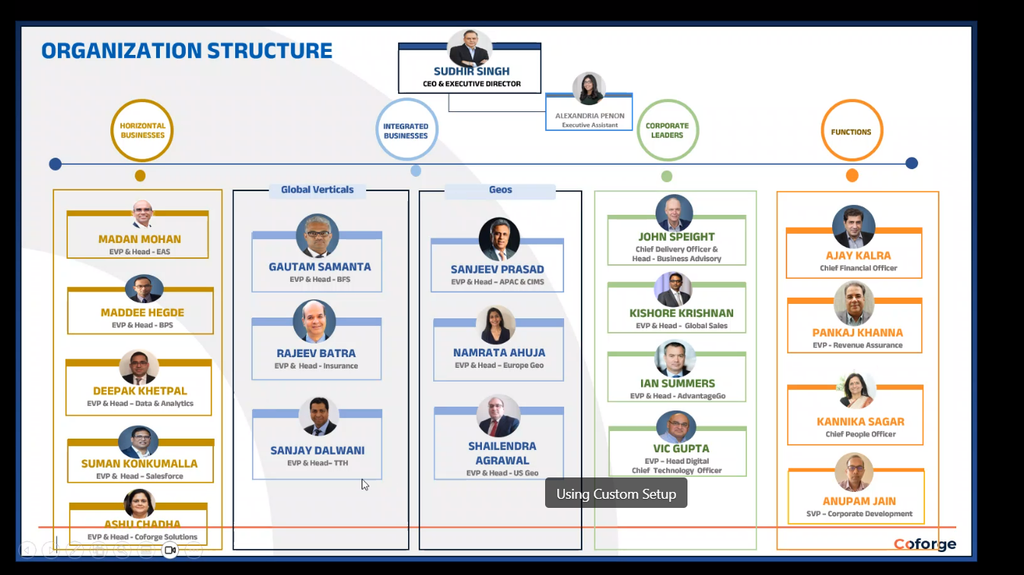 ORGANIZATION STRUCTURE
SUDHIR SINGH
CEO & EXECUTIVE DIRECTOR
ALEXANDRIA PENON
Executive Assistant
HORIZONTAL
BUSINESSES
INTEGRATED
BUSINESSES
CORPORATE
LEADERS
FUNCTIONS
MADAN MOHAN
EVP & Head - EAS
MADDEE HEGDE
EVP & Head - BPS
DEEPAK KHETPAL
EVP & Head – Data & Analytics
SUMAN KONKUMALLA
EVP & Head – Salesforce
ASHU CHADHA
EVP & Head - Coforge Solutions
Global Verticals
GAUTAM SAMANTA
EVP & Head - BFS
RAJEEV BATRA
EVP & Head - Insurance
SANJAY DALWANI
EVP & Head– TTH
Geos
SANJEEV PRASAD
EVP & Head – APAC & CIMS
NAMRATA AHUJA
EVP & Head – Europe Geo
SHAILENDRA
AGRAWAL
EVP & Head - US Geo
JOHN SPEIGHT
Chief Delivery Officer &
Head - Business Advisory
KISHORE KRISHNAN
EVP & Head - Global Sales
IAN SUMMERS
EVP & Head - AdvantageGo
VIC GUPTA
EVP – Head Digital
Chief Technology Officer
AJAY KALRA
Chief Financial Officer
PANKAJ KHANNA
EVP - Revenue Assurance
KANNIKA SAGAR
Chief People Officer
ANUPAM JAIN
SVP – Corporate Development
Using Custom Setup
Coforge